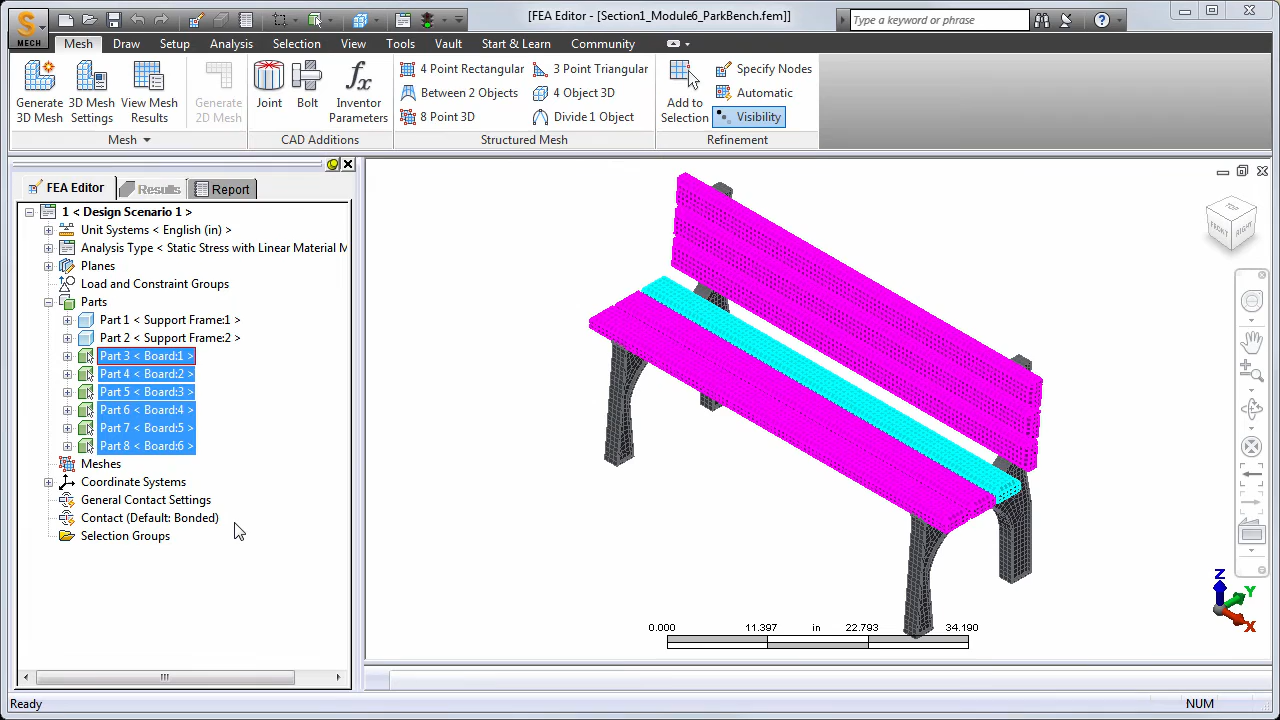 [FEA Editor - [Section1_Module6_ParkBench.fem]]
Type a keyword or phrase
MECH
Mesh Draw Setup Analysis Selection View Tools Vault Start & Learn Community
Generate
3D Mesh
3D Mesh
Settings
View Mesh
Results
Generate
2D Mesh
Joint
Bolt
Inventor
Parameters
4 Point Rectangular
Between 2 Objects
8 Point 3D
3 Point Triangular
4 Object 3D
Divide 1 Object
Add to
Selection
Specify Nodes
Automatic
Visibility
Mesh
CAD Additions
Structured Mesh
Refinement
FEA Editor Results Report
1 < Design Scenario 1 >
Unit Systems < English (in) >
Analysis Type < Static Stress with Linear Material M
Planes
Load and Constraint Groups
Parts
Part 1 < Support Frame:1 >
Part 2 < Support Frame:2 >
Part 3 < Board:1 >
Part 4 < Board:2 >
Part 5 < Board:3 >
Part 6 < Board:4 >
Part 7 < Board:5 >
Part 8 < Board:6 >
Meshes
Coordinate Systems
General Contact Settings
Contact (Default: Bonded)
Selection Groups
TOP
FRONT
RIGHT
Z
Y
X
0.000 11.397 in 22.793 34.190
Ready
NUM